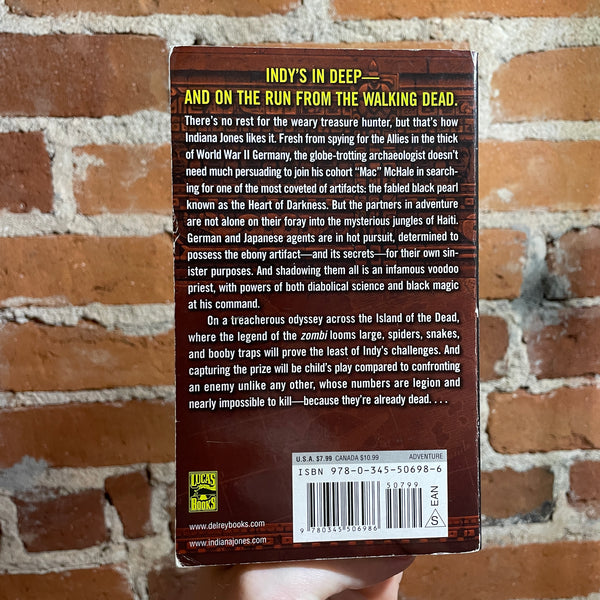 INDY'S IN DEEP—
AND ON THE RUN FROM THE WALKING DEAD.
There's no rest for the weary treasure hunter, but that's how
Indiana Jones likes it. Fresh from spying for the Allies in the thick
of World War II Germany, the globe-trotting archaeologist doesn't
need much persuading to join his cohort "Mac" McHale in search-
ing for one of the most coveted of artifacts: the fabled black pearl
known as the Heart of Darkness. But the partners in adventure
are not alone on their foray into the mysterious jungles of Haiti.
German and Japanese agents are in hot pursuit, determined to
possess the ebony artifact—and its secrets—for their own sin-
ister purposes. And shadowing them all is an infamous voodoo
priest, with powers of both diabolical science and black magic
at his command.
On a treacherous odyssey across the Island of the Dead,
where the legend of the zombi looms large, spiders, snakes,
and booby traps will prove the least of Indy's challenges. And
capturing the prize will be child's play compared to confronting
an enemy unlike any other, whose numbers are legion and
nearly impossible to kill—because they're already dead. . . .
U.S.A. $7.99 CANADA $10.99 ADVENTURE
ISBN 978-0-345-50698-6
50799
9 780345 506986
S EAN
LUCAS
BOOKS
www.delreybooks.com
www.indianajones.com